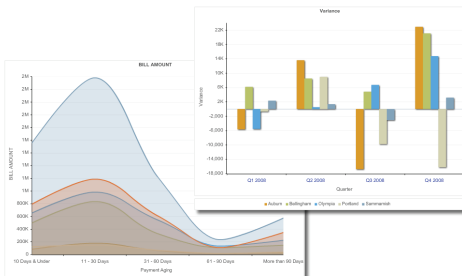 Variance
22K
18K
14K
10K
6K
2K
-2,000
-6,000
-10,000
-14,000
-18,000
Variance
Q1 2008
Q2 2008
Q3 2008
Q4 2008
Quarter
Auburn
Bellingham
Olympia
Portland
Sammamish
BILL AMOUNT
2M
2M
2M
1M
1M
1M
1M
800K
600K
400K
200K
0
BILL AMOUNT
10 Days & Under
11 - 30 Days
31 - 60 Days
61 - 90 Days
More than 90 Days
Payment Aging